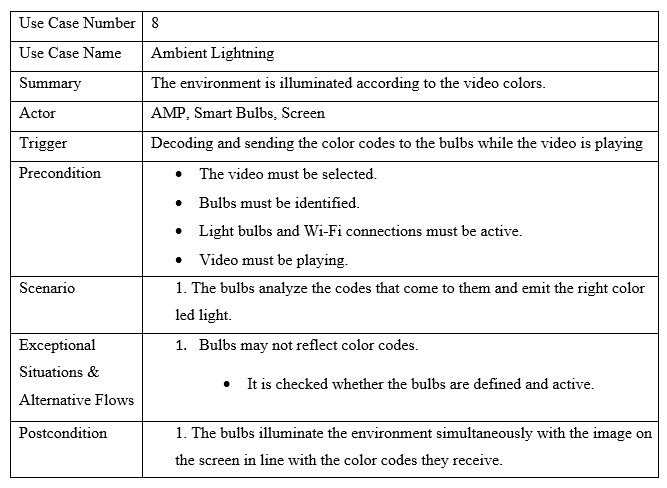 Use Case Number 8
Use Case Name Ambient Lightning
Summary The environment is illuminated according to the video colors.
Actor AMP, Smart Bulbs, Screen
Trigger Decoding and sending the color codes to the bulbs while the video is playing
Precondition • The video must be selected.
• Bulbs must be identified.
• Light bulbs and Wi-Fi connections must be active.
• Video must be playing.
Scenario 1. The bulbs analyze the codes that come to them and emit the right color
led light.
Exceptional 1. Bulbs may not reflect color codes.
Situations & • It is checked whether the bulbs are defined and active.
Alternative Flows
Postcondition 1. The bulbs illuminate the environment simultaneously with the image on
the screen in line with the color codes they receive.